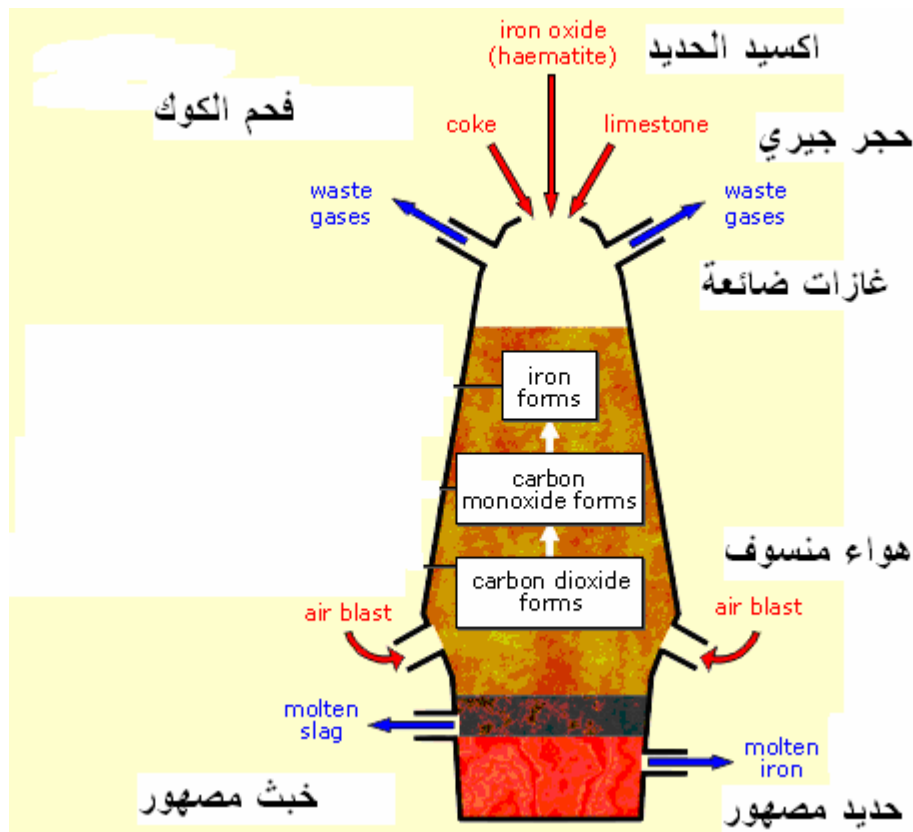 iron oxide
(haematite)
اكسيد الحديد
فحم الكوك
coke
limestone
حجر جيري
waste
gases
waste
gases
غازات ضائعة
iron
forms
carbon
monoxide forms
carbon dioxide
forms
هواء منسوف
air blast
air blast
molten
slag
molten
iron
خبث مصهور
حديد مصهور